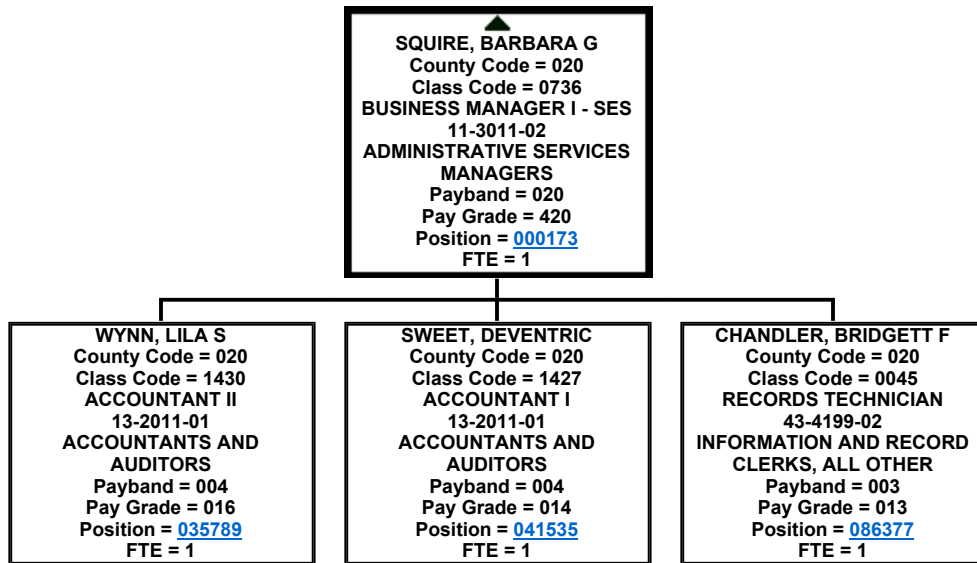 SQUIRE, BARBARA G
County Code = 020
Class Code = 0736
BUSINESS MANAGER I - SES
11-3011-02
ADMINISTRATIVE SERVICES
MANAGERS
Payband = 020
Pay Grade = 420
Position = 000173
FTE = 1
WYNN, LILA S
County Code = 020
Class Code = 1430
ACCOUNTANT II
13-2011-01
ACCOUNTANTS AND
AUDITORS
Payband = 004
Pay Grade = 016
Position = 035789
FTE = 1
SWEET, DEVENTRIC
County Code = 020
Class Code = 1427
ACCOUNTANT I
13-2011-01
ACCOUNTANTS AND
AUDITORS
Payband = 004
Pay Grade = 014
Position = 041535
FTE = 1
CHANDLER, BRIDGETT F
County Code = 020
Class Code = 0045
RECORDS TECHNICIAN
43-4199-02
INFORMATION AND RECORD
CLERKS, ALL OTHER
Payband = 003
Pay Grade = 013
Position = 086377
FTE = 1